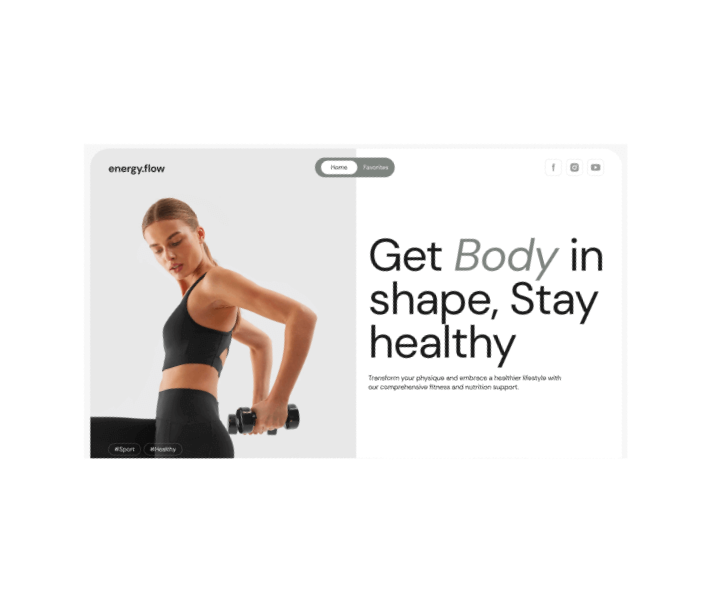 energy.flow
Home
Favorites
Get Body in
shape, Stay
healthy
Transform your physique and embrace a healthier lifestyle with
our comprehensive fitness and nutrition support.
#Sport
#Healthy